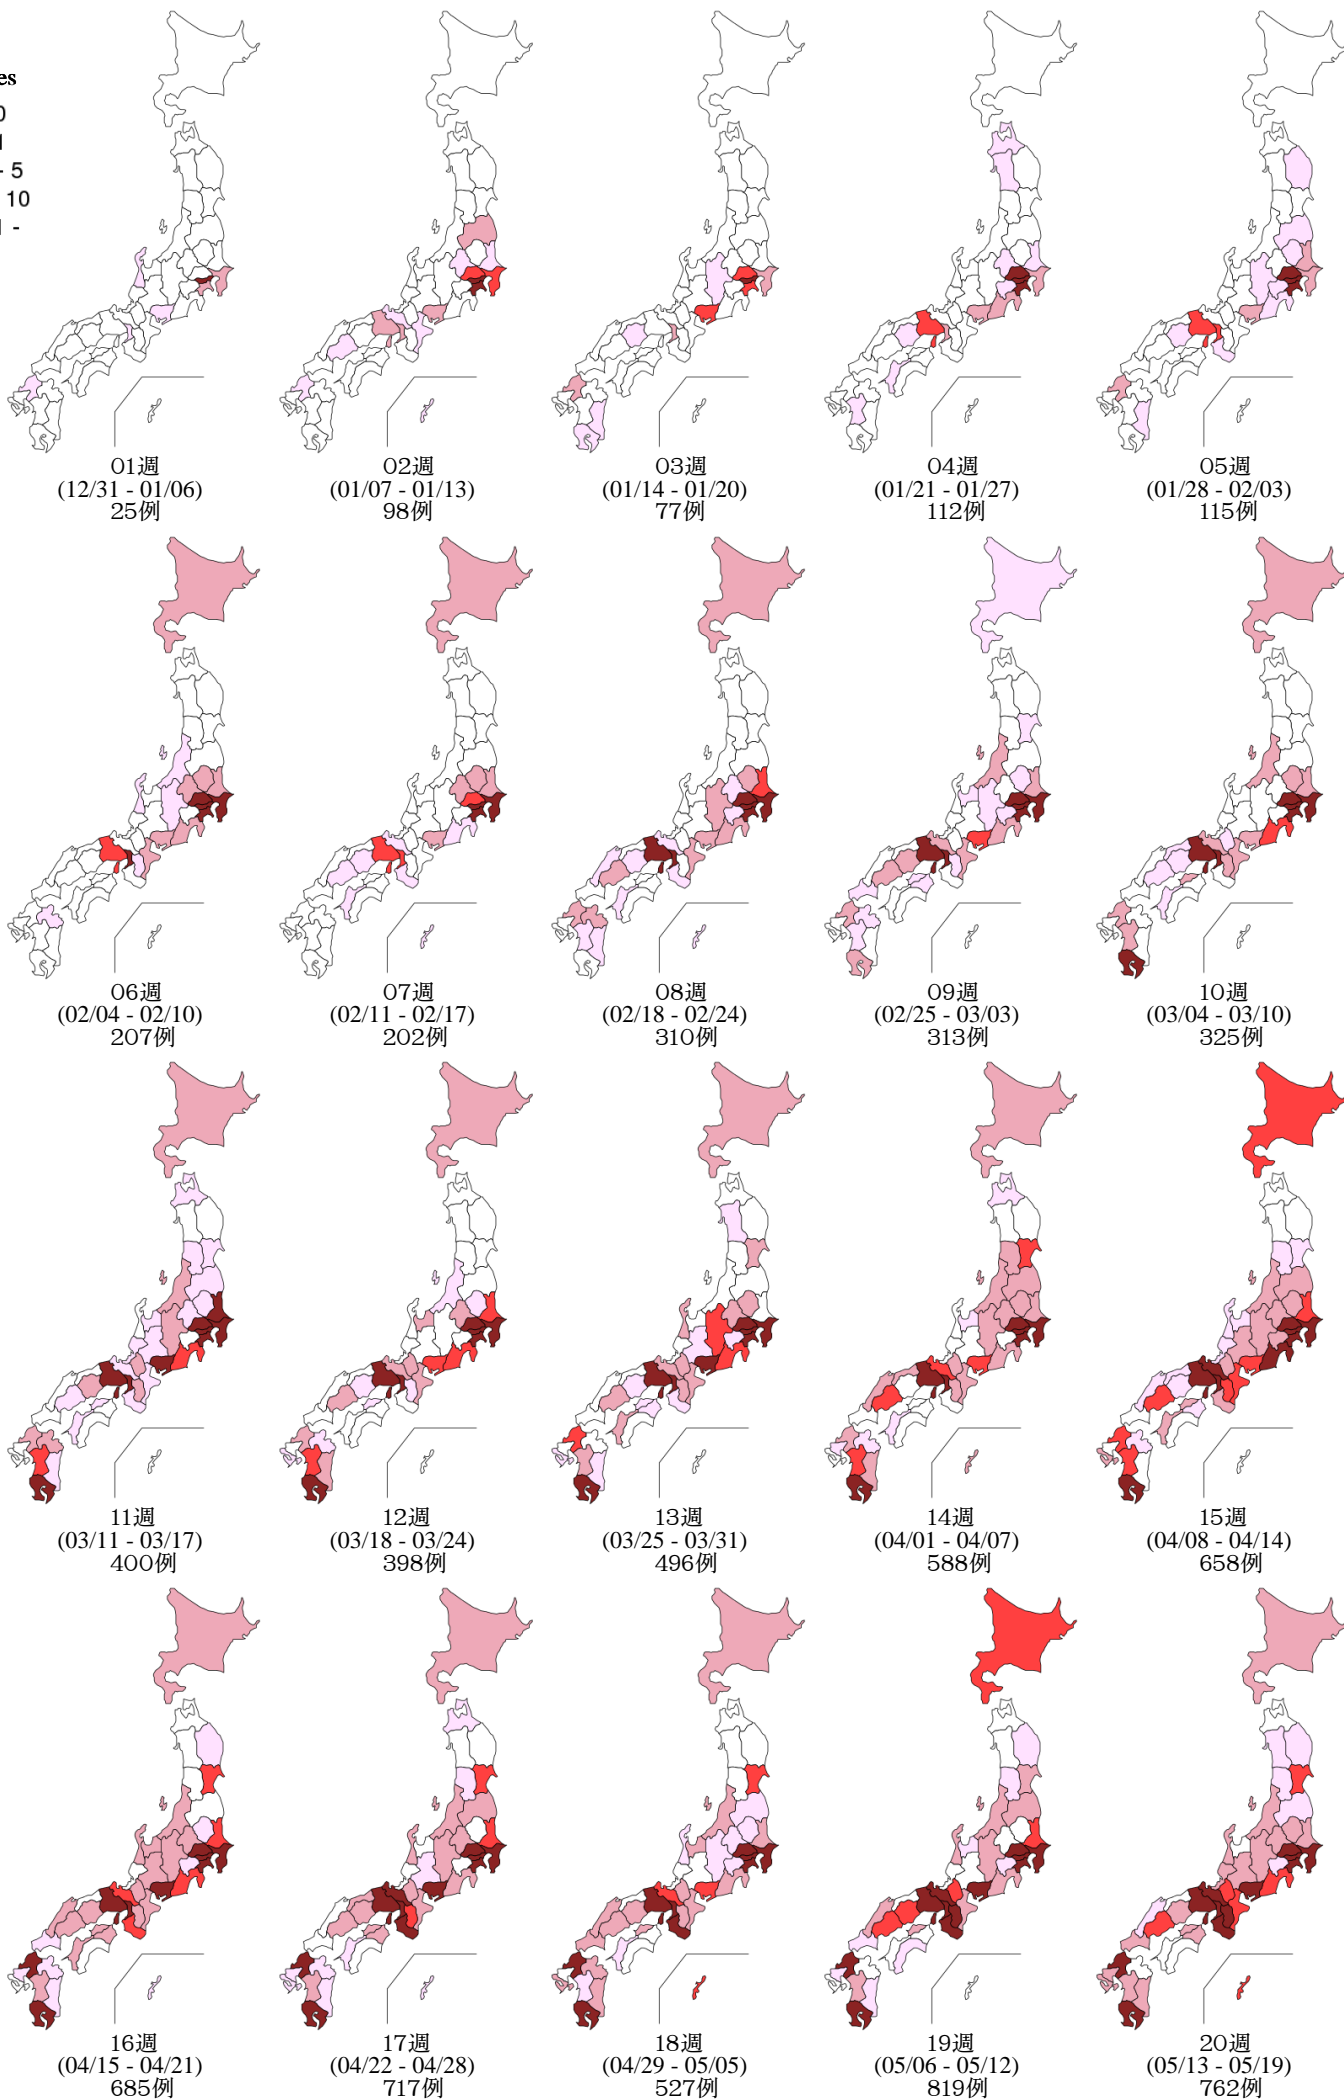 es
0
- 5
10
-
01週
(12/31 - 01/06)
25例
02週
(01/07 - 01/13)
98例
03週
(01/14 - 01/20)
77例
04週
(01/21 - 01/27)
112例
05週
(01/28 - 02/03)
115例
06週
(02/04 - 02/10)
207例
07週
(02/11 - 02/17)
202例
08週
(02/18 - 02/24)
310例
09週
(02/25 - 03/03)
313例
10週
(03/04 - 03/10)
325例
11週
(03/11 - 03/17)
400例
12週
(03/18 - 03/24)
398例
13週
(03/25 - 03/31)
496例
14週
(04/01 - 04/07)
588例
15週
(04/08 - 04/14)
658例
16週
(04/15 - 04/21)
685例
17週
(04/22 - 04/28)
717例
18週
(04/29 - 05/05)
527例
19週
(05/06 - 05/12)
819例
20週
(05/13 - 05/19)
762例